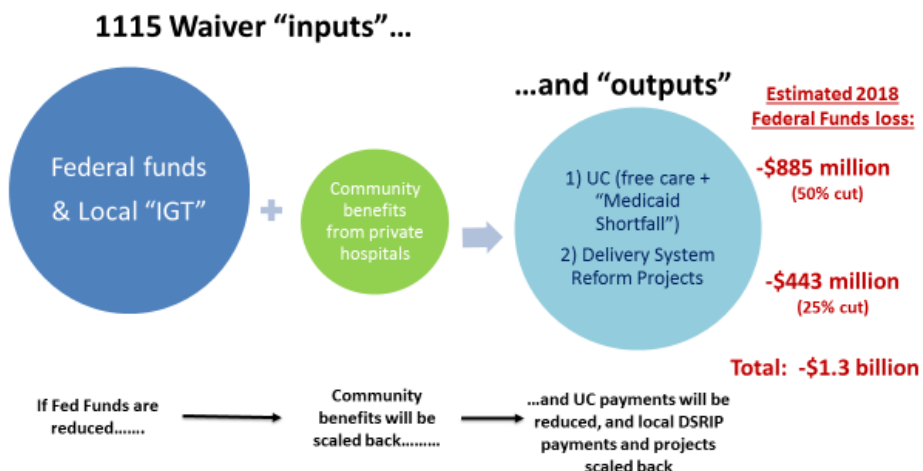 1115 Waiver “inputs”...
...and “outputs”
Estimated 2018
Federal Funds loss:
Federal funds
& Local “IGT”
Community
benefits
from private
hospitals
1) UC (free care +
“Medicaid
Shortfall”)
2) Delivery System
Reform Projects
-$885 million
(50% cut)
-$443 million
(25% cut)
Total: -$1.3 billion
If Fed Funds are
reduced.......
Community
benefits will be
scaled back.........
...and UC payments will be
reduced, and local DSRIP
payments and projects
scaled back